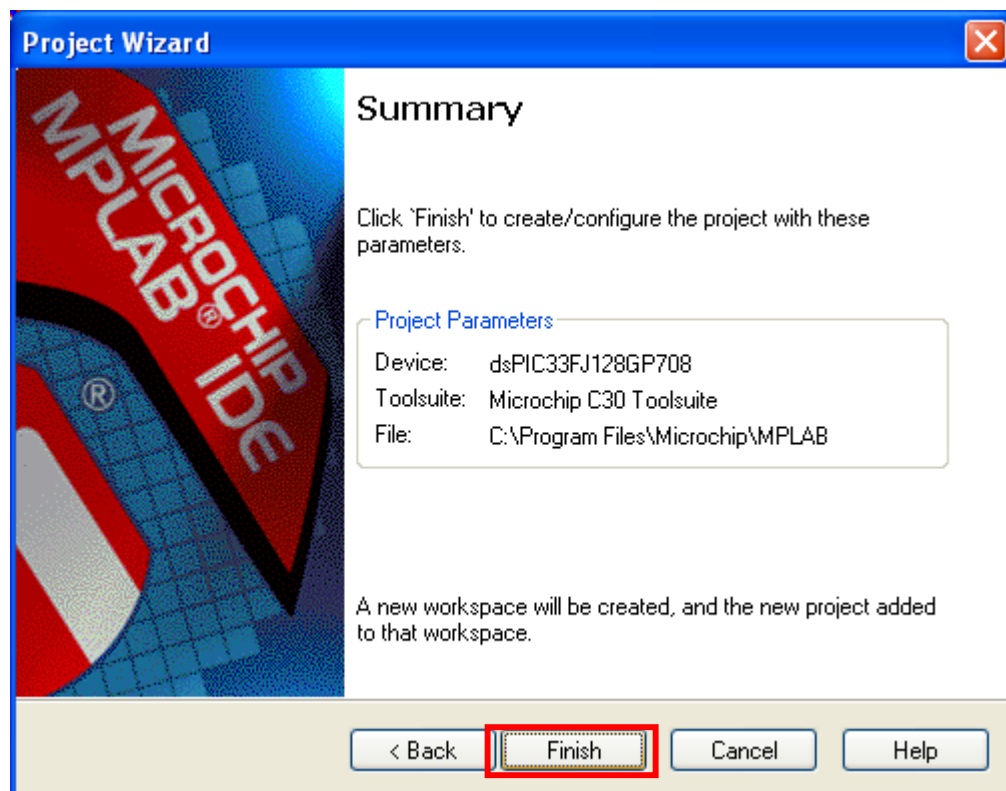 Project Wizard
MICROCHIP
MPLAB® IDE
®
Summary
Click `Finish' to create/configure the project with these
parameters.
Project Parameters
Device: dsPIC33FJ128GP708
Toolsuite: Microchip C30 Toolsuite
File: C:\Program Files\Microchip\MPLAB
A new workspace will be created, and the new project added
to that workspace.
< Back Finish Cancel Help